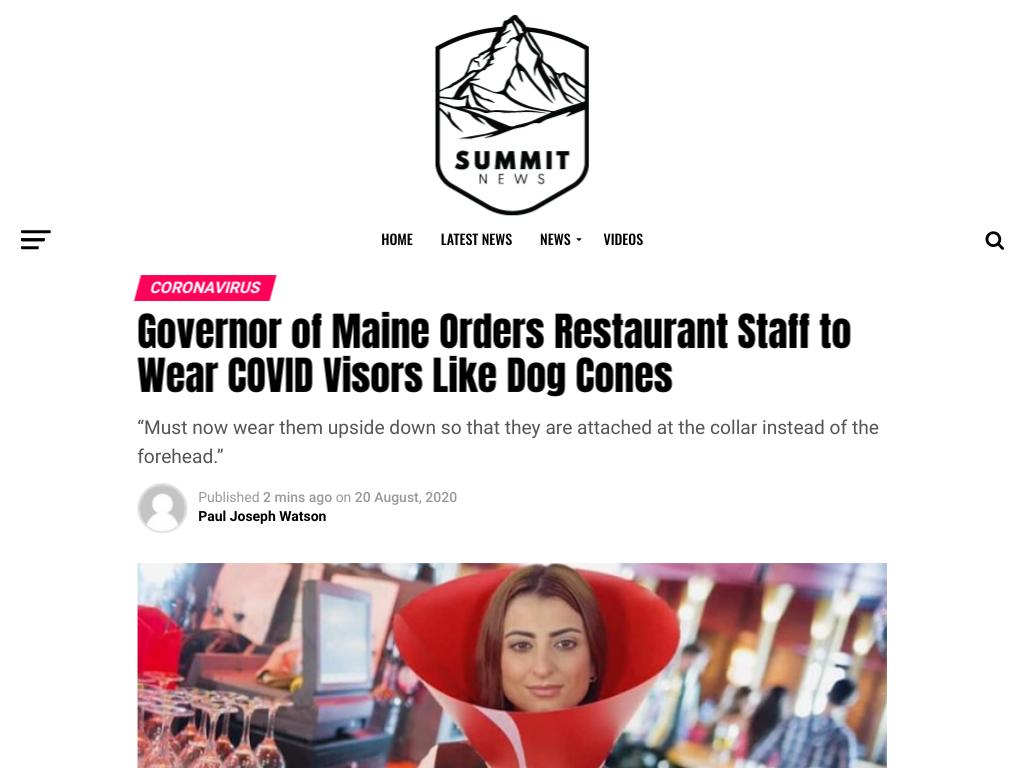 SUMMIT
NEWS
HOME LATEST NEWS NEWS VIDEOS
CORONAVIRUS
Governor of Maine Orders Restaurant Staff to
Wear COVID Visors Like Dog Cones
“Must now wear them upside down so that they are attached at the collar instead of the
forehead.”
Published 2 mins ago on 20 August, 2020
Paul Joseph Watson